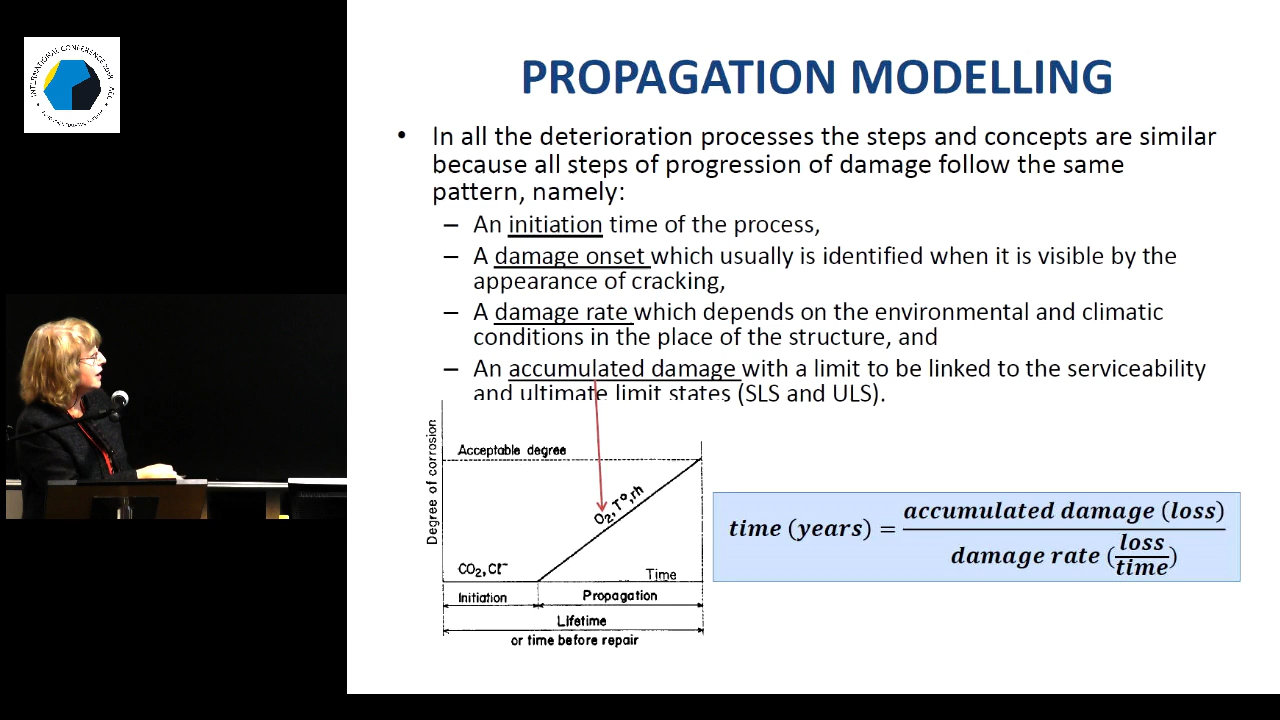 INTERNATIONAL CONFERENCE
PROPAGATION MODELLING
• In all the deterioration processes the steps and concepts are similar
because all steps of progression of damage follow the same
pattern, namely:
– An initiation time of the process,
– A damage onset which usually is identified when it is visible by the
appearance of cracking,
– A damage rate which depends on the environmental and climatic
conditions in the place of the structure, and
– An accumulated damage with a limit to be linked to the serviceability
and ultimate limit states (SLS and ULS).
Degree of corrosion
Acceptable degree
O₂, T°, rh
CO₂, Cl⁻
Time
Initiation
Propagation
Lifetime
or time before repair
time (years) = accumulated damage (loss)
damage rate (loss
time)